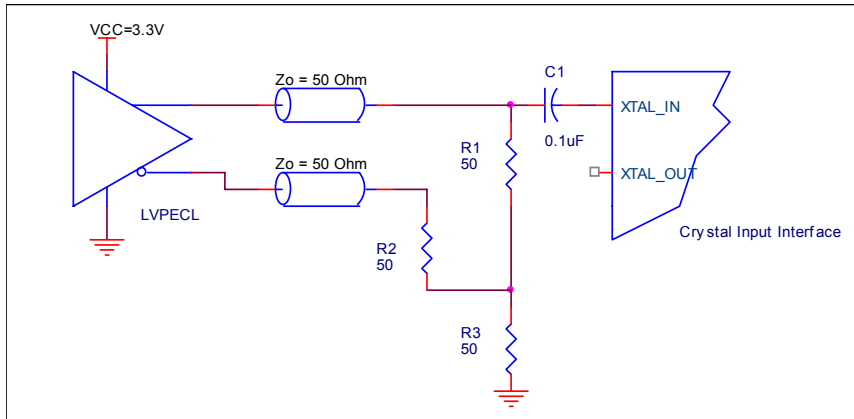 VCC=3.3V
Zo = 50 Ohm
C1
0.1uF
XTAL_IN
R1
50
Zo = 50 Ohm
XTAL_OUT
LVPECL
Crystal Input Interface
R2
50
R3
50